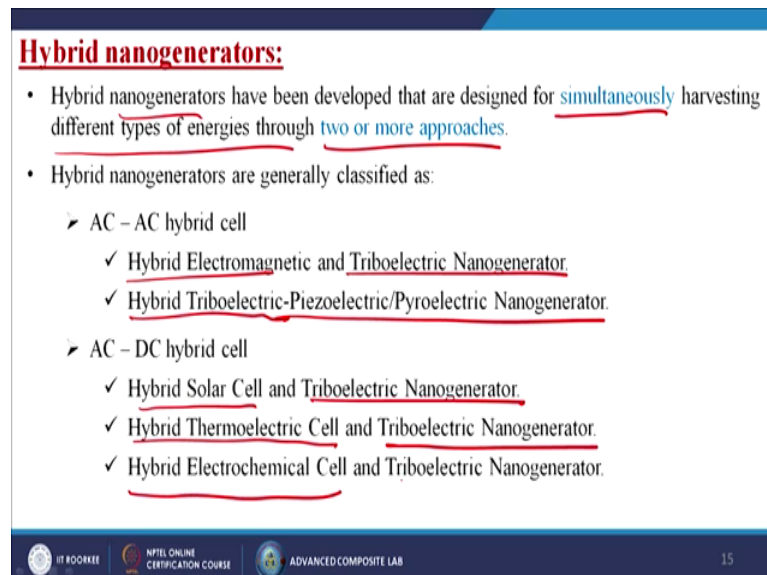 Hybrid nanogenerators:
• Hybrid nanogenerators have been developed that are designed for simultaneously harvesting
different types of energies through two or more approaches.
• Hybrid nanogenerators are generally classified as:
➤ AC – AC hybrid cell
✓ Hybrid Electromagnetic and Triboelectric Nanogenerator.
✓ Hybrid Triboelectric-Piezoelectric/Pyroelectric Nanogenerator.
➤ AC – DC hybrid cell
✓ Hybrid Solar Cell and Triboelectric Nanogenerator.
✓ Hybrid Thermoelectric Cell and Triboelectric Nanogenerator.
✓ Hybrid Electrochemical Cell and Triboelectric Nanogenerator.
IIT ROORKEE
NPTEL ONLINE
CERTIFICATION COURSE
ADVANCED COMPOSITE LAB
15